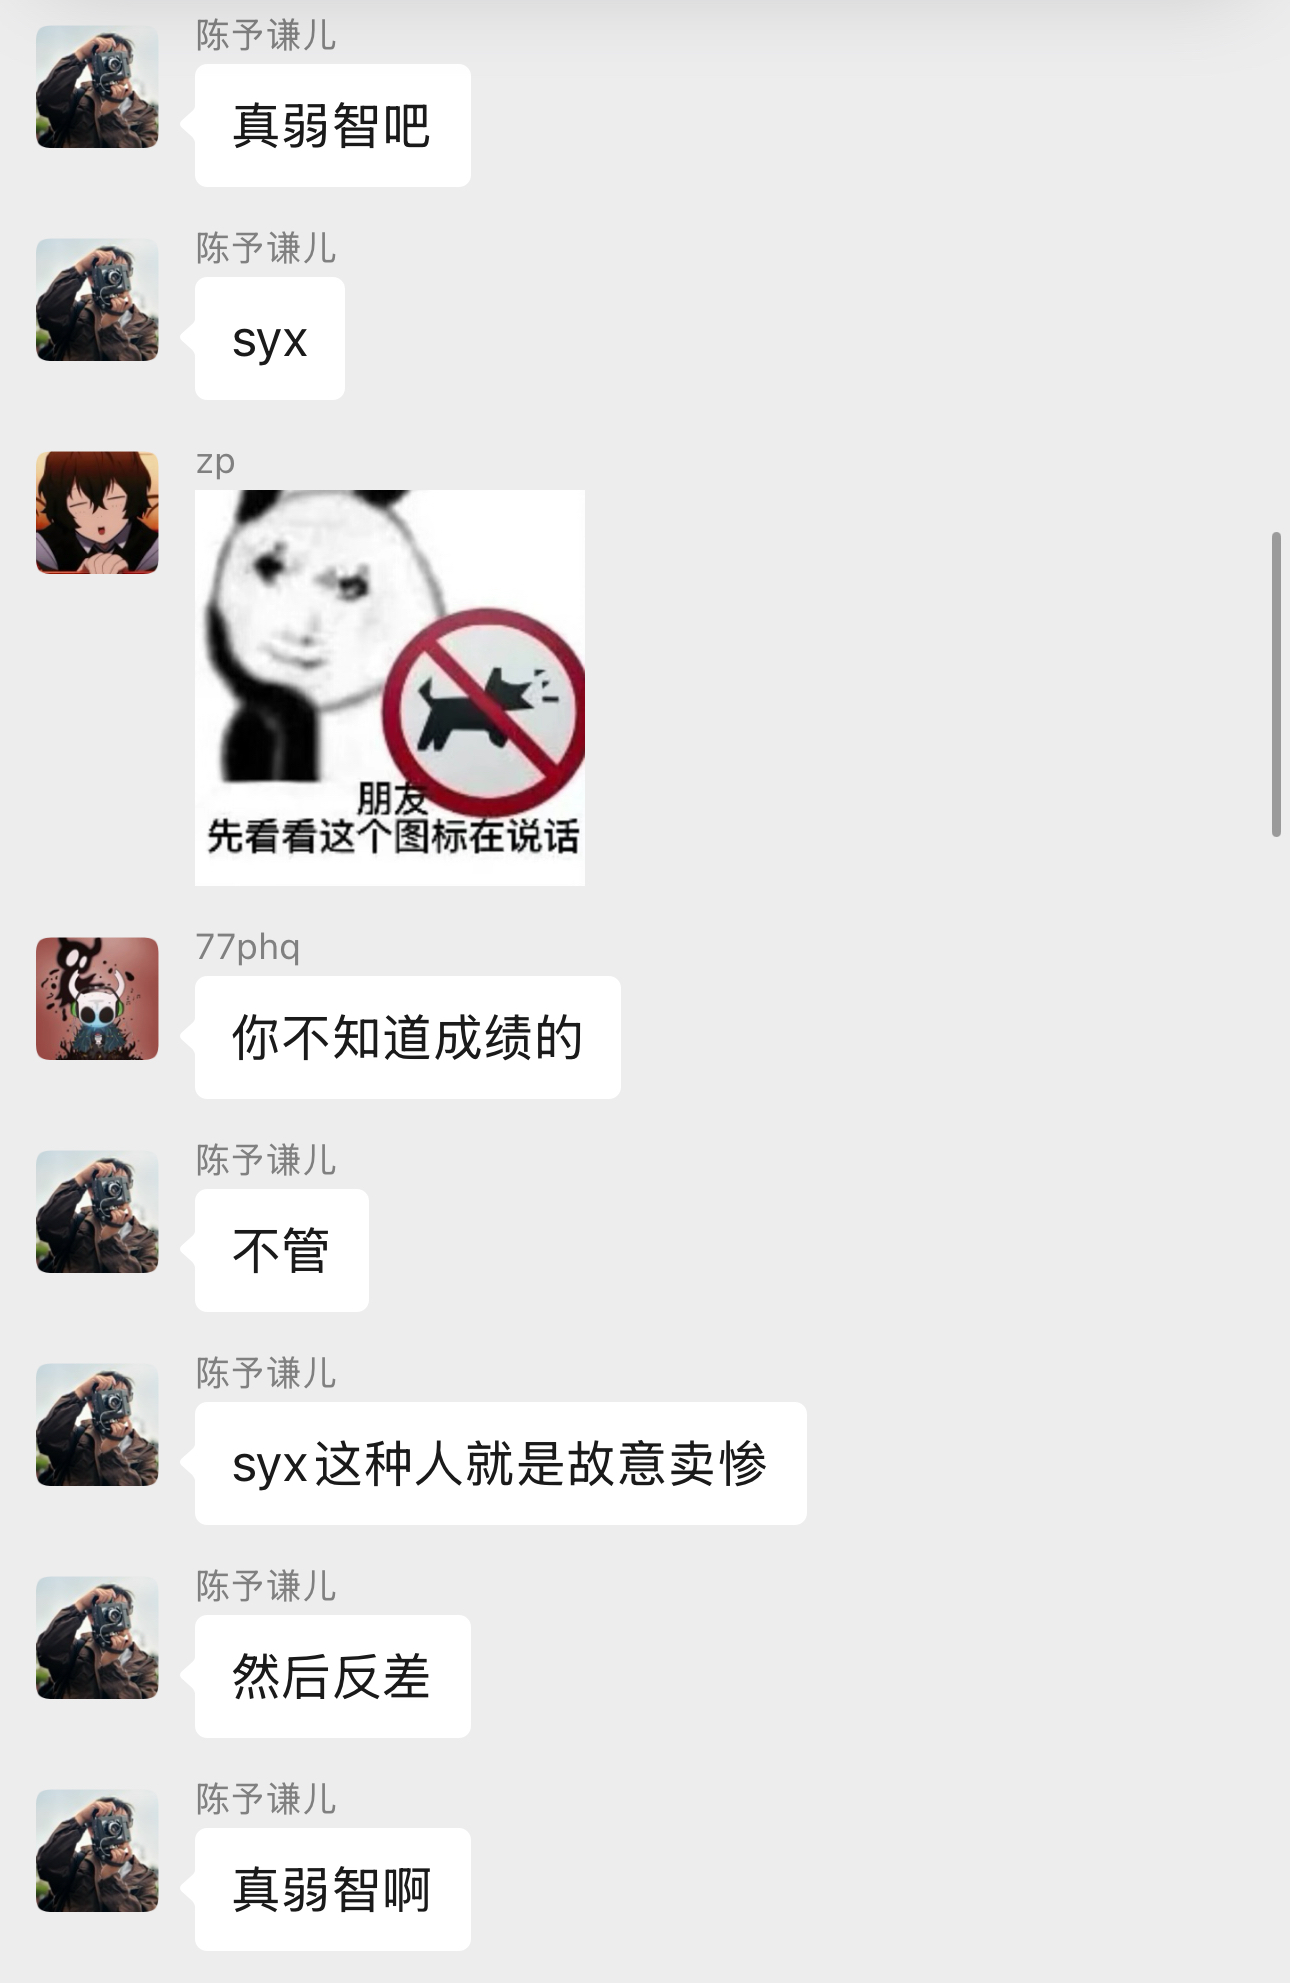 陈予谦儿
真弱智吧
陈予谦儿
syx
zp
朋友
先看看这个图标在说话
77phq
你不知道成绩的
陈予谦儿
不管
陈予谦儿
syx这种人就是故意卖惨
陈予谦儿
然后反差
陈予谦儿
真弱智啊